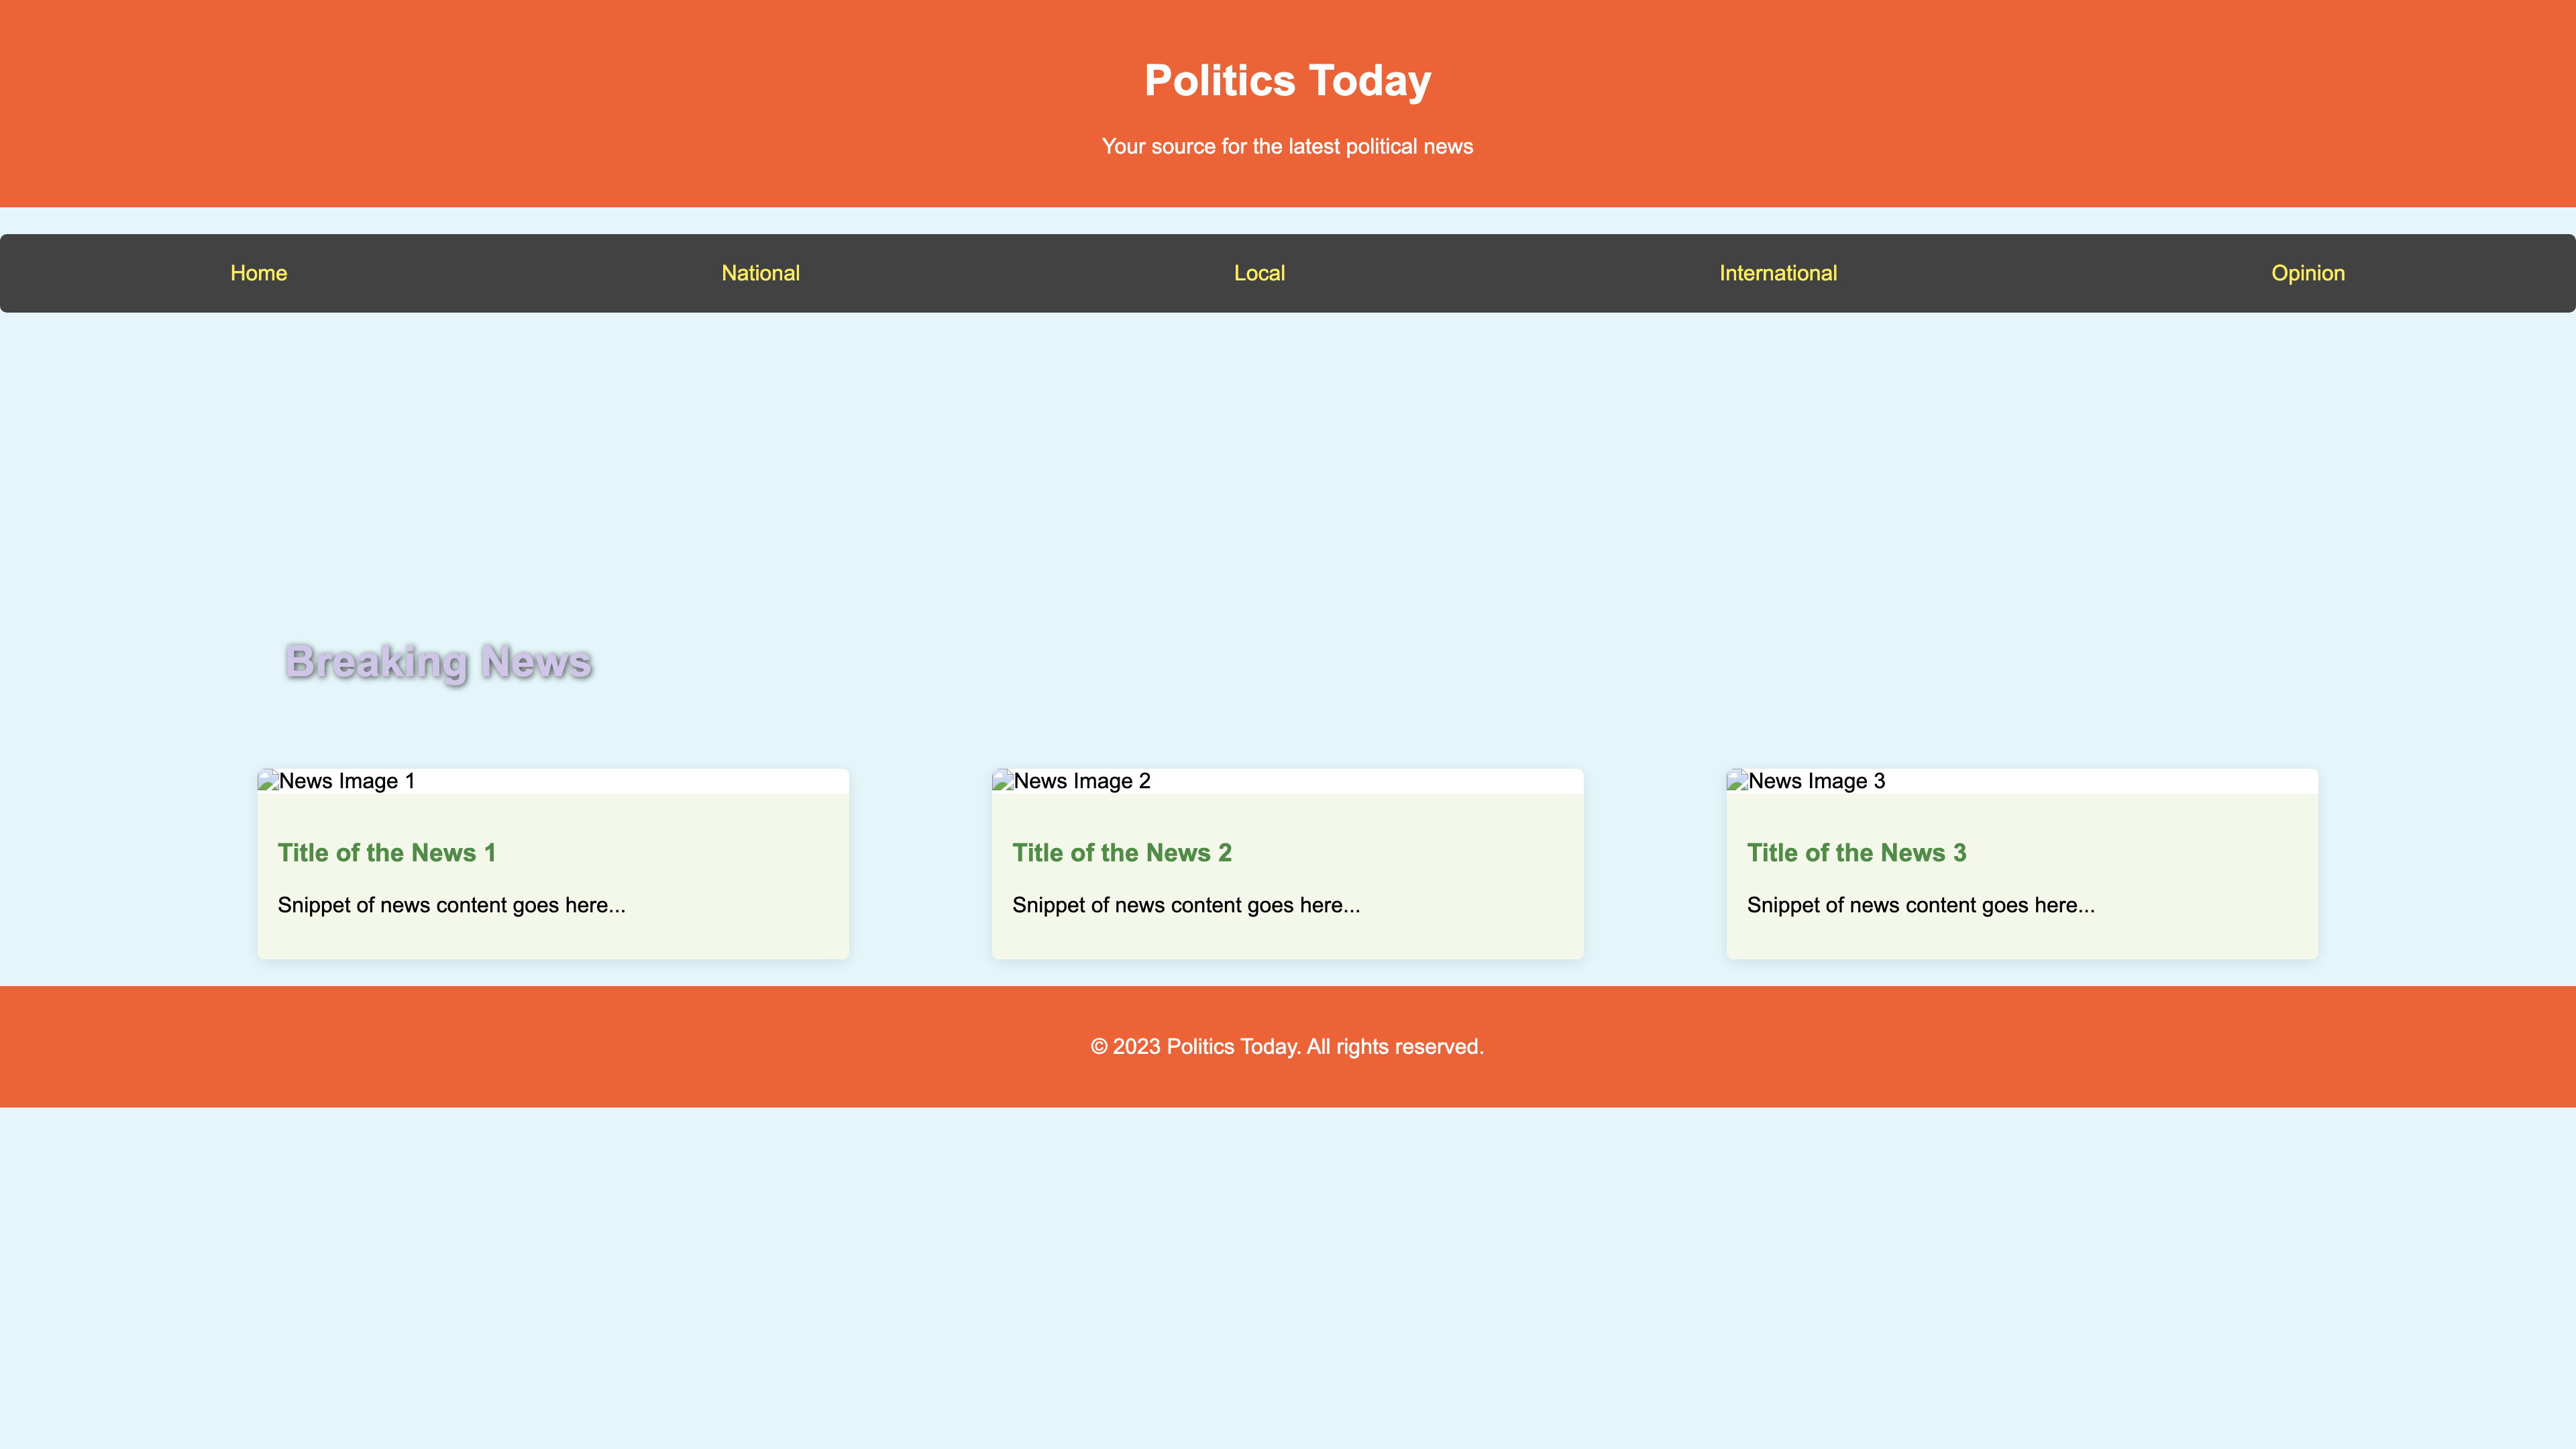 Politics Today
Your source for the latest political news
Home National Local International Opinion
Breaking News
News Image 1
Title of the News 1
Snippet of news content goes here...
News Image 2
Title of the News 2
Snippet of news content goes here...
News Image 3
Title of the News 3
Snippet of news content goes here...
© 2023 Politics Today. All rights reserved.